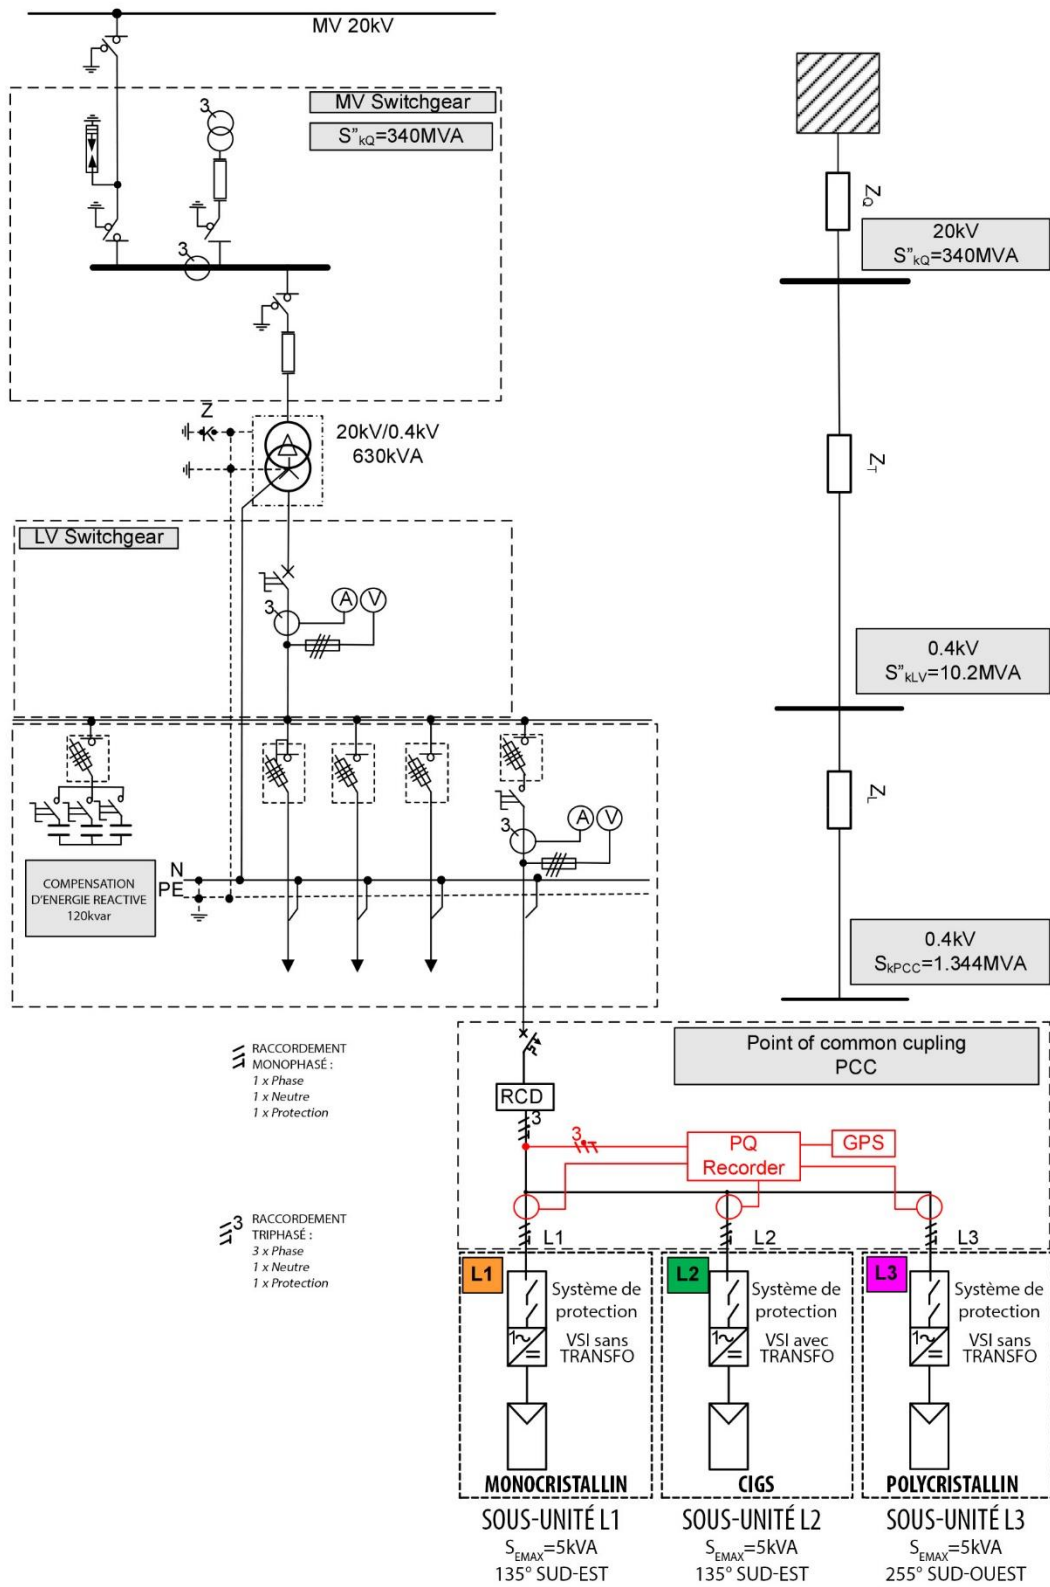 MV 20kV
MV Switchgear
S"kQ=340MVA
3
3
ZQ
20kV
S"kQ=340MVA
Z
K
20kV/0.4kV
630kVA
ZT
LV Switchgear
A
V
3
0.4kV
S"kLV=10.2MVA
ZL
A
V
3
COMPENSATION
D'ENERGIE REACTIVE
120kvar
N
PE
0.4kV
SkPCC=1.344MVA
RACCORDEMENT
MONOPHASÉ :
1 x Phase
1 x Neutre
1 x Protection
Point of common cupling
PCC
RCD
3
3
PQ
Recorder
GPS
3
RACCORDEMENT
TRIPHASÉ :
3 x Phase
1 x Neutre
1 x Protection
L1
L2
L3
L1
Système de
protection
1~
VSI sans
TRANSFO
MONOCRISTALLIN
L2
Système de
protection
1~
VSI avec
TRANSFO
CIGS
L3
Système de
protection
1~
VSI sans
TRANSFO
POLYCRISTALLIN
SOUS-UNITÉ L1
SEMAX=5kVA
135° SUD-EST
SOUS-UNITÉ L2
SEMAX=5kVA
135° SUD-EST
SOUS-UNITÉ L3
SEMAX=5kVA
255° SUD-OUEST